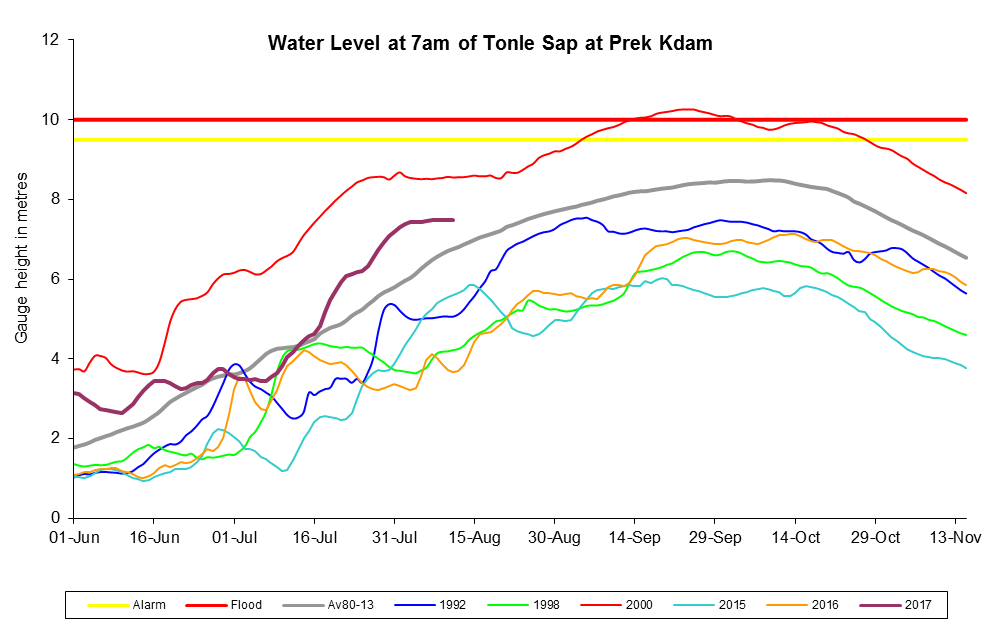 Water Level at 7am of Tonle Sap at Prek Kdam
Gauge height in metres
12
10
8
6
4
2
0
01-Jun 16-Jun 01-Jul 16-Jul 31-Jul 15-Aug 30-Aug 14-Sep 29-Sep 14-Oct 29-Oct 13-Nov
Alarm Flood Av80-13 1992 1998 2000 2015 2016 2017